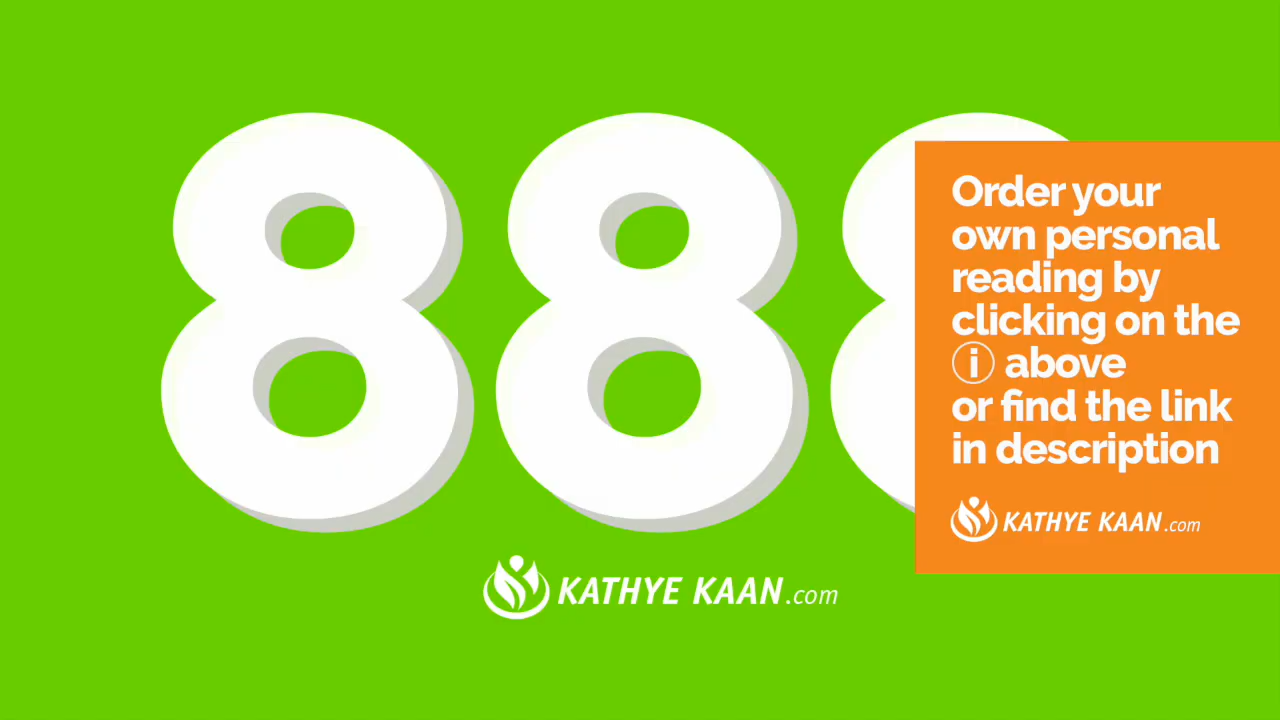 888
Order your
own personal
reading by
clicking on the
ⓘ above
or find the link
in description
KATHYE KAAN.com
KATHYE KAAN.com